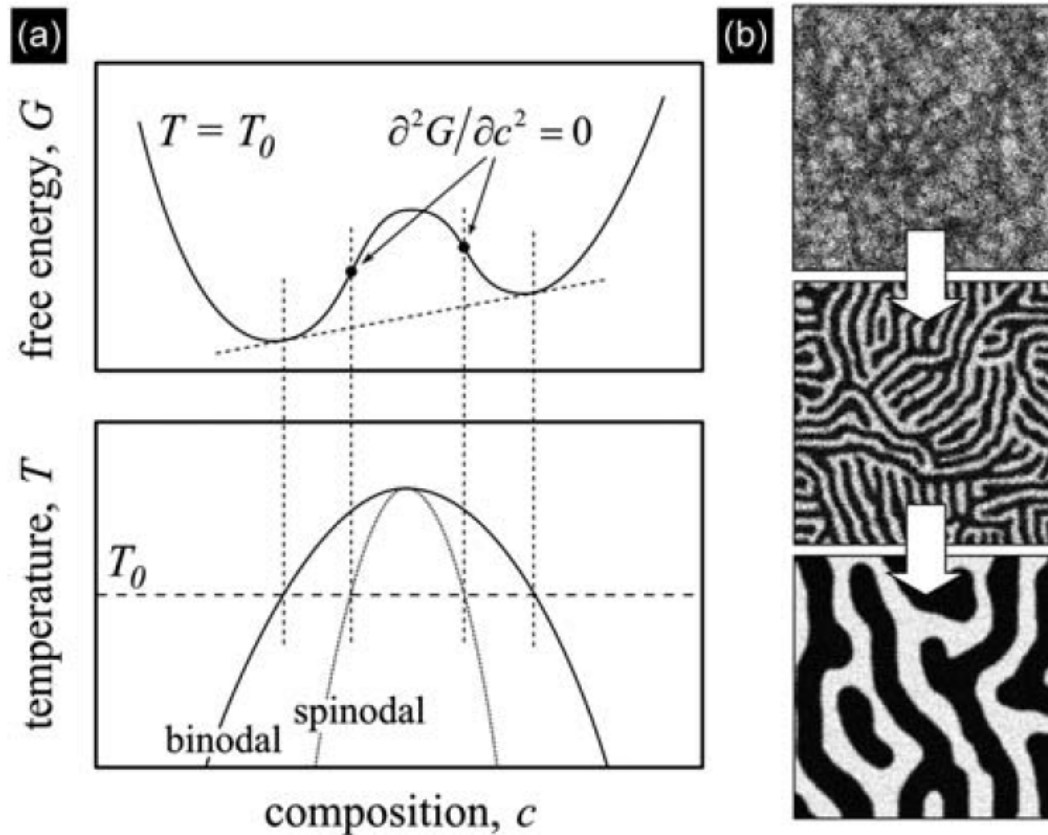 (a)
free energy, G
T = T₀
∂²G/∂c² = 0
temperature, T
T₀
spinodal
binodal
composition, c
(b)